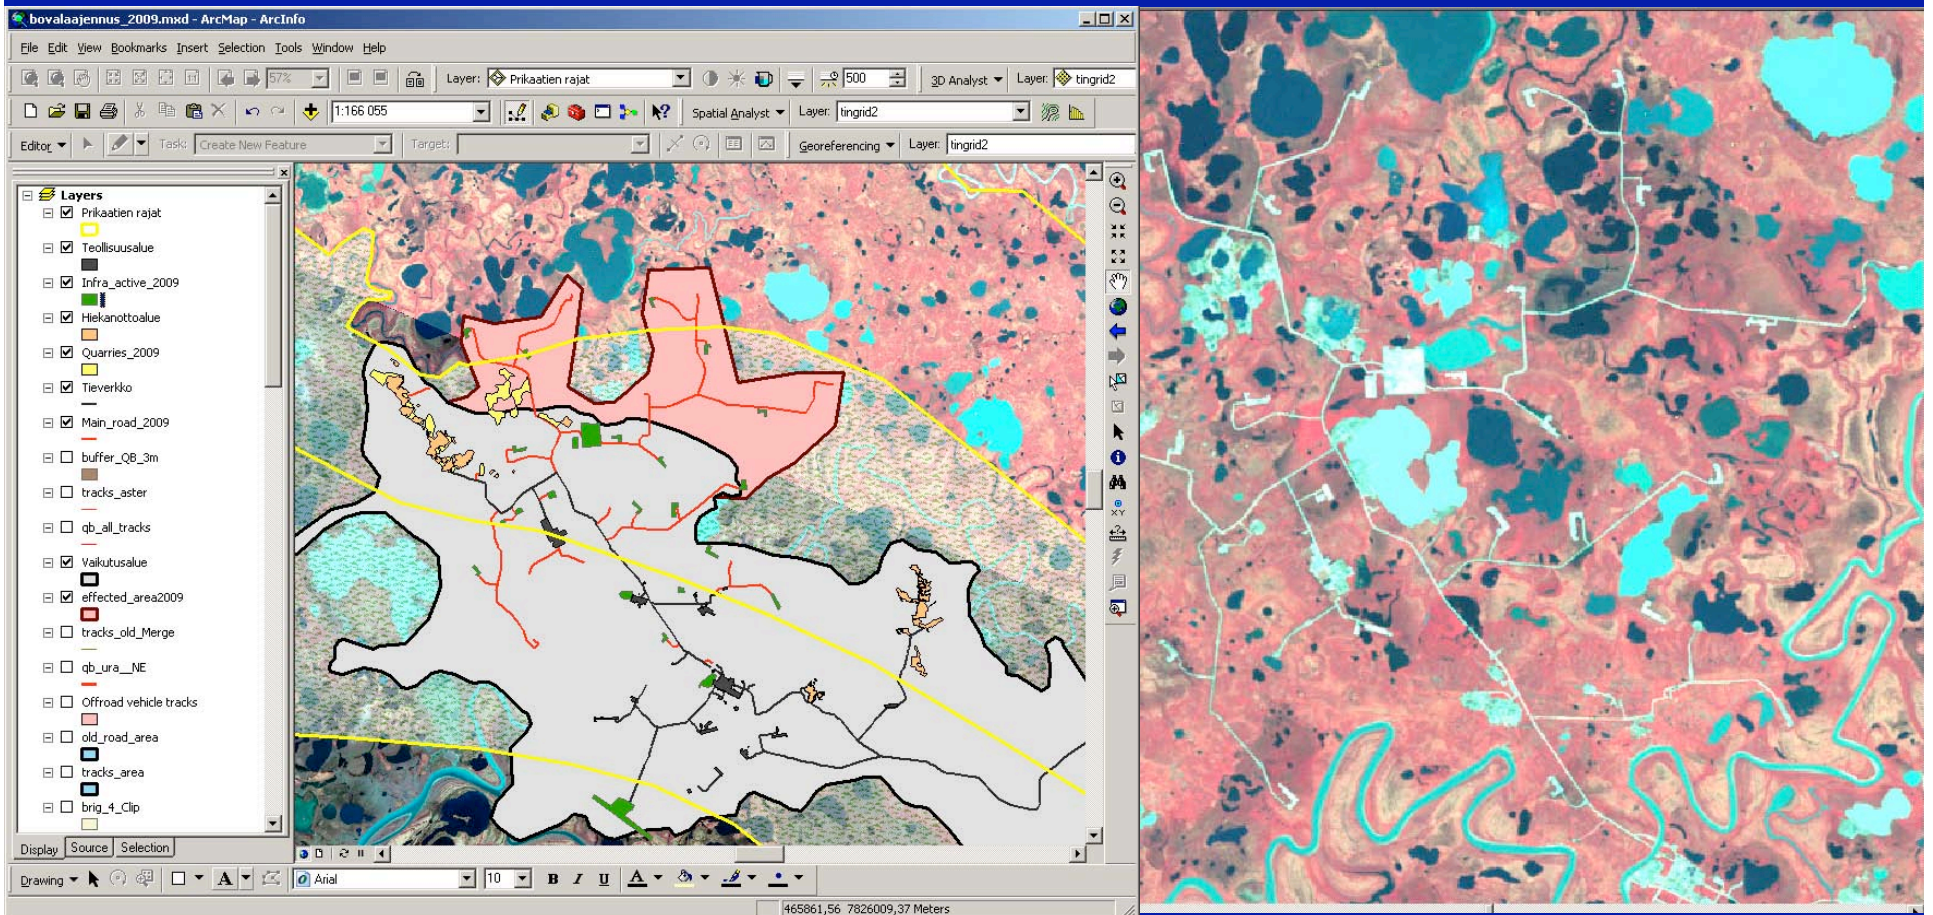 bovalaajennus_2009.mxd - ArcMap - ArcInfo
File Edit View Bookmarks Insert Selection Tools Window Help
57% Layer: Prikaatien rajat 500 3D Analyst Layer: tingrid2
1:166 055 Spatial Analyst Layer: tingrid2
Editor Task: Create New Feature Target: Georeferencing Layer: tingrid2
Layers
Prikaatien rajat
Teollisuusalue
Infra_active_2009
Hiekanottoalue
Quarries_2009
Tieverkko
Main_road_2009
buffer_QB_3m
tracks_aster
qb_all_tracks
Vaikutusalue
effected_area2009
tracks_old_Merge
qb_ura__NE
Offroad vehicle tracks
old_road_area
tracks_area
brig_4_Clip
XY
Display Source Selection
Drawing A Arial 10 B I U A
465861,56 7826009,37 Meters